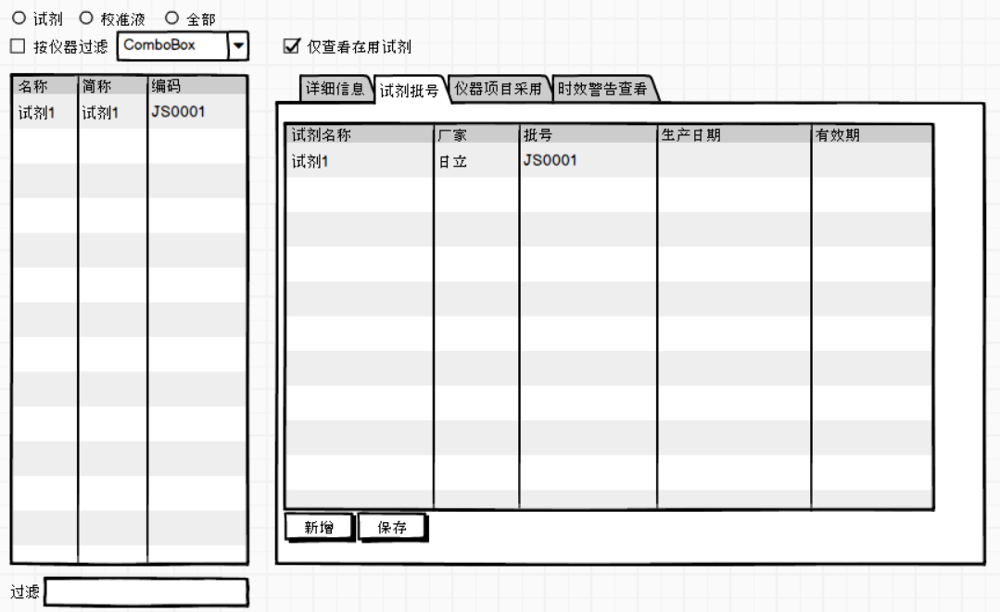 试剂 校准液 全部
按仪器过滤 ComboBox 仅查看在用试剂
名称 简称 编码
试剂1 试剂1 JS0001
详细信息 试剂批号 仪器项目采用 时效警告查看
试剂名称 厂家 批号 生产日期 有效期
试剂1 日立 JS0001
新增 保存
过滤